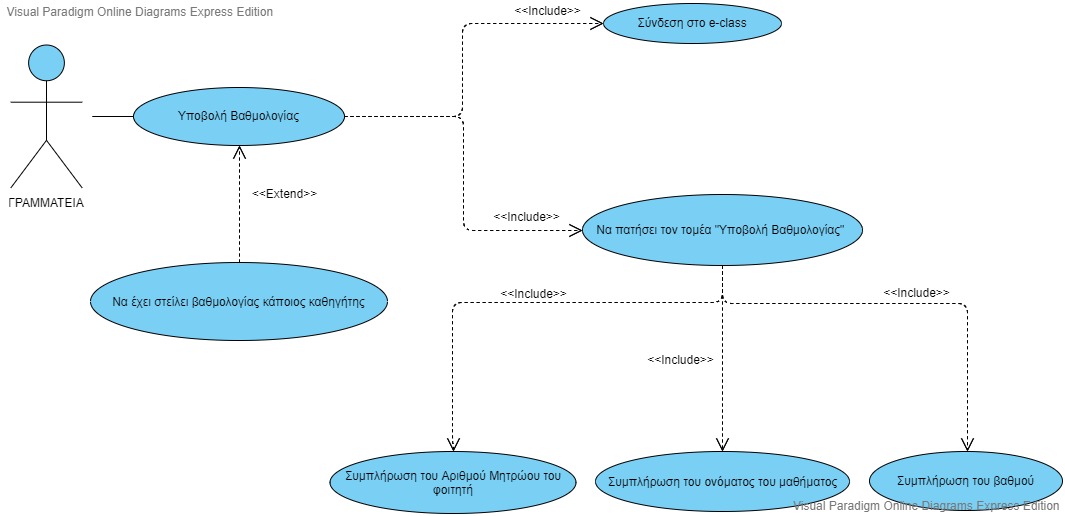 Visual Paradigm Online Diagrams Express Edition
<<Include>>
Σύνδεση στο e-class
Υποβολή Βαθμολογίας
<<Extend>>
ΓΡΑΜΜΑΤΕΙΑ
<<Include>>
Να πατήσει τον τομέα "Υποβολή Βαθμολογίας"
Να έχει στείλει βαθμολογίας κάποιος καθηγήτης
<<Include>>
<<Include>>
<<Include>>
Συμπλήρωση του Αριθμού Μητρώου του
φοιτητή
Συμπλήρωση του ονόματος του μαθήματος
Συμπλήρωση του βαθμού
Visual Paradigm Online Diagrams Express Edition